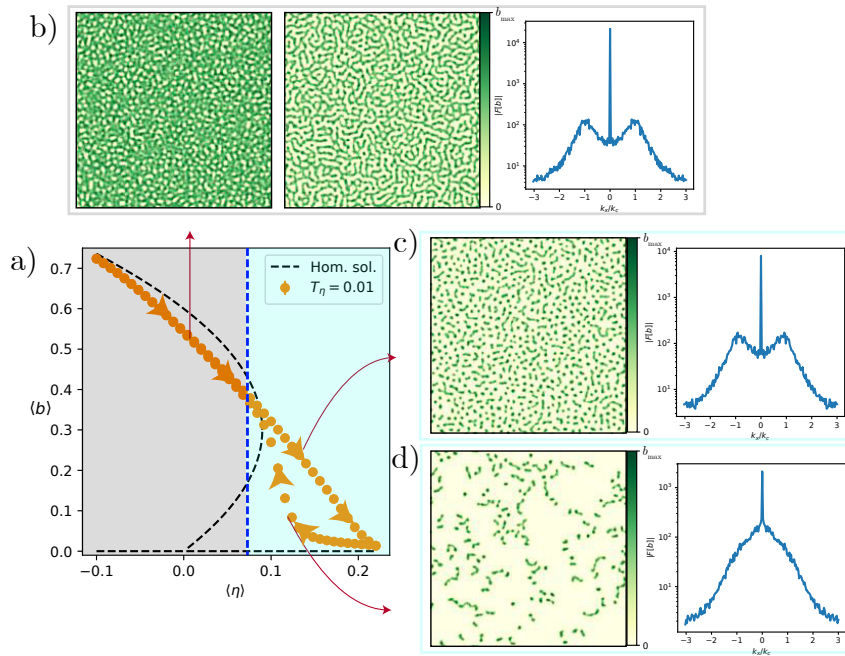 b)
b_max
0
10^4
10^3
10^2
10^1
|F[b]|
−3 −2 −1 0 1 2 3
k_x/k_c
a)
0.7
0.6
0.5
0.4
0.3
0.2
0.1
0.0
⟨b⟩
−0.1 0.0 0.1 0.2
⟨η⟩
Hom. sol.
T_η = 0.01
c)
b_max
0
10^4
10^3
10^2
10^1
|F[b]|
−3 −2 −1 0 1 2 3
k_x/k_c
d)
b_max
0
10^3
10^2
10^1
|F[b]|
−3 −2 −1 0 1 2 3
k_x/k_c